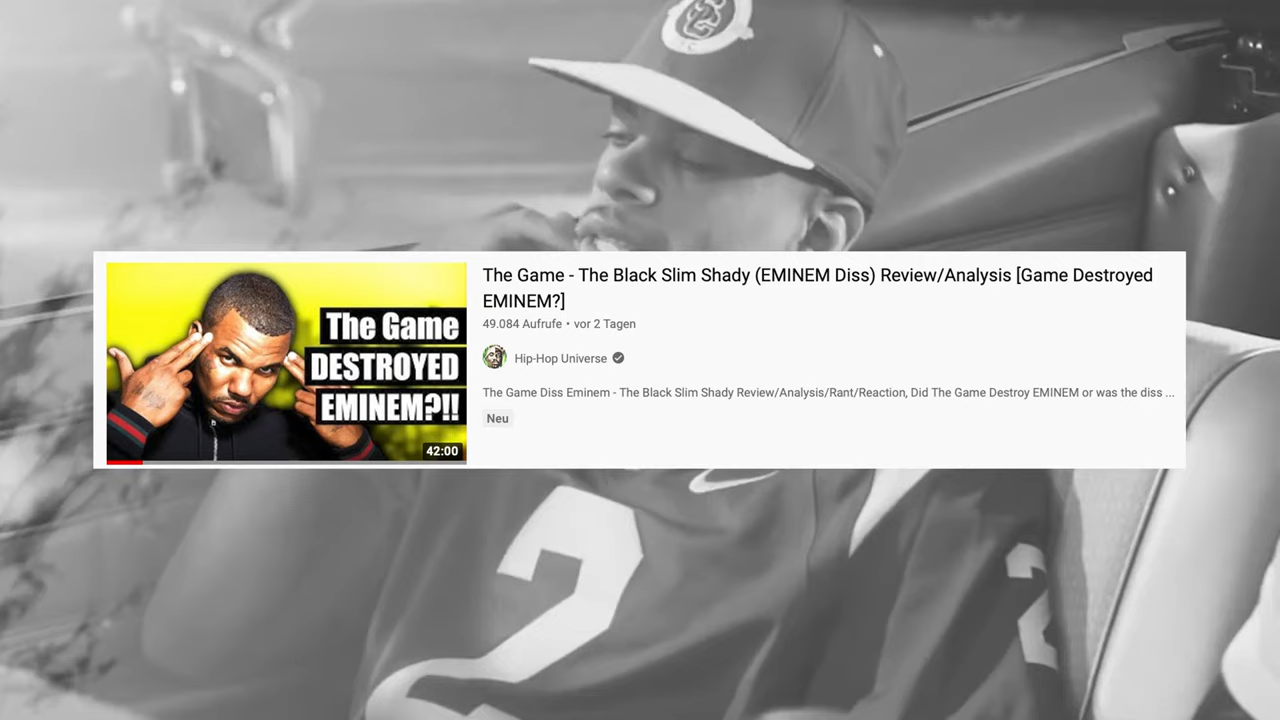 The Game
DESTROYED
EMINEM?!!
42:00
The Game - The Black Slim Shady (EMINEM Diss) Review/Analysis [Game Destroyed
EMINEM?]
49.084 Aufrufe • vor 2 Tagen
Hip-Hop Universe
The Game Diss Eminem - The Black Slim Shady Review/Analysis/Rant/Reaction, Did The Game Destroy EMINEM or was the diss ...
Neu
2
2